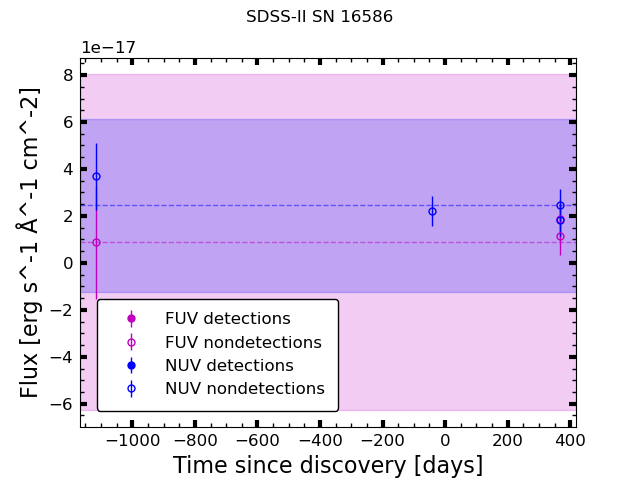 SDSS-II SN 16586
1e−17
8
6
4
2
0
−2
−4
−6
Flux [erg s^-1 Å^-1 cm^-2]
FUV detections
FUV nondetections
NUV detections
NUV nondetections
−1000 −800 −600 −400 −200 0 200 400
Time since discovery [days]